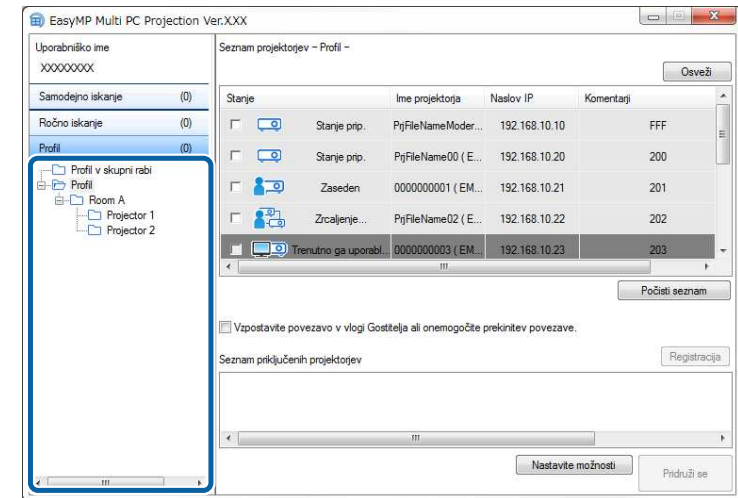 EasyMP Multi PC Projection Ver.XXX
Uporabniško ime
XXXXXXXX
Samodejno iskanje (0)
Ročno iskanje (0)
Profil (0)
Profil v skupni rabi
Profil
Room A
Projector 1
Projector 2
Seznam projektorjev – Profil –
Osveži
Stanje Ime projektorja Naslov IP Komentarji
Stanje prip. PrjFileNameModer... 192.168.10.10 FFF
Stanje prip. PrjFileName00 ( E... 192.168.10.20 200
Zaseden 0000000001 ( EM... 192.168.10.21 201
Zrcaljenje... PrjFileName02 ( E... 192.168.10.22 202
Trenutno ga uporabl... 0000000003 ( EM... 192.168.10.23 203
Počisti seznam
Vzpostavite povezavo v vlogi Gostitelja ali onemogočite prekinitev povezave.
Seznam priključenih projektorjev
Registracija
Nastavite možnosti
Pridruži se